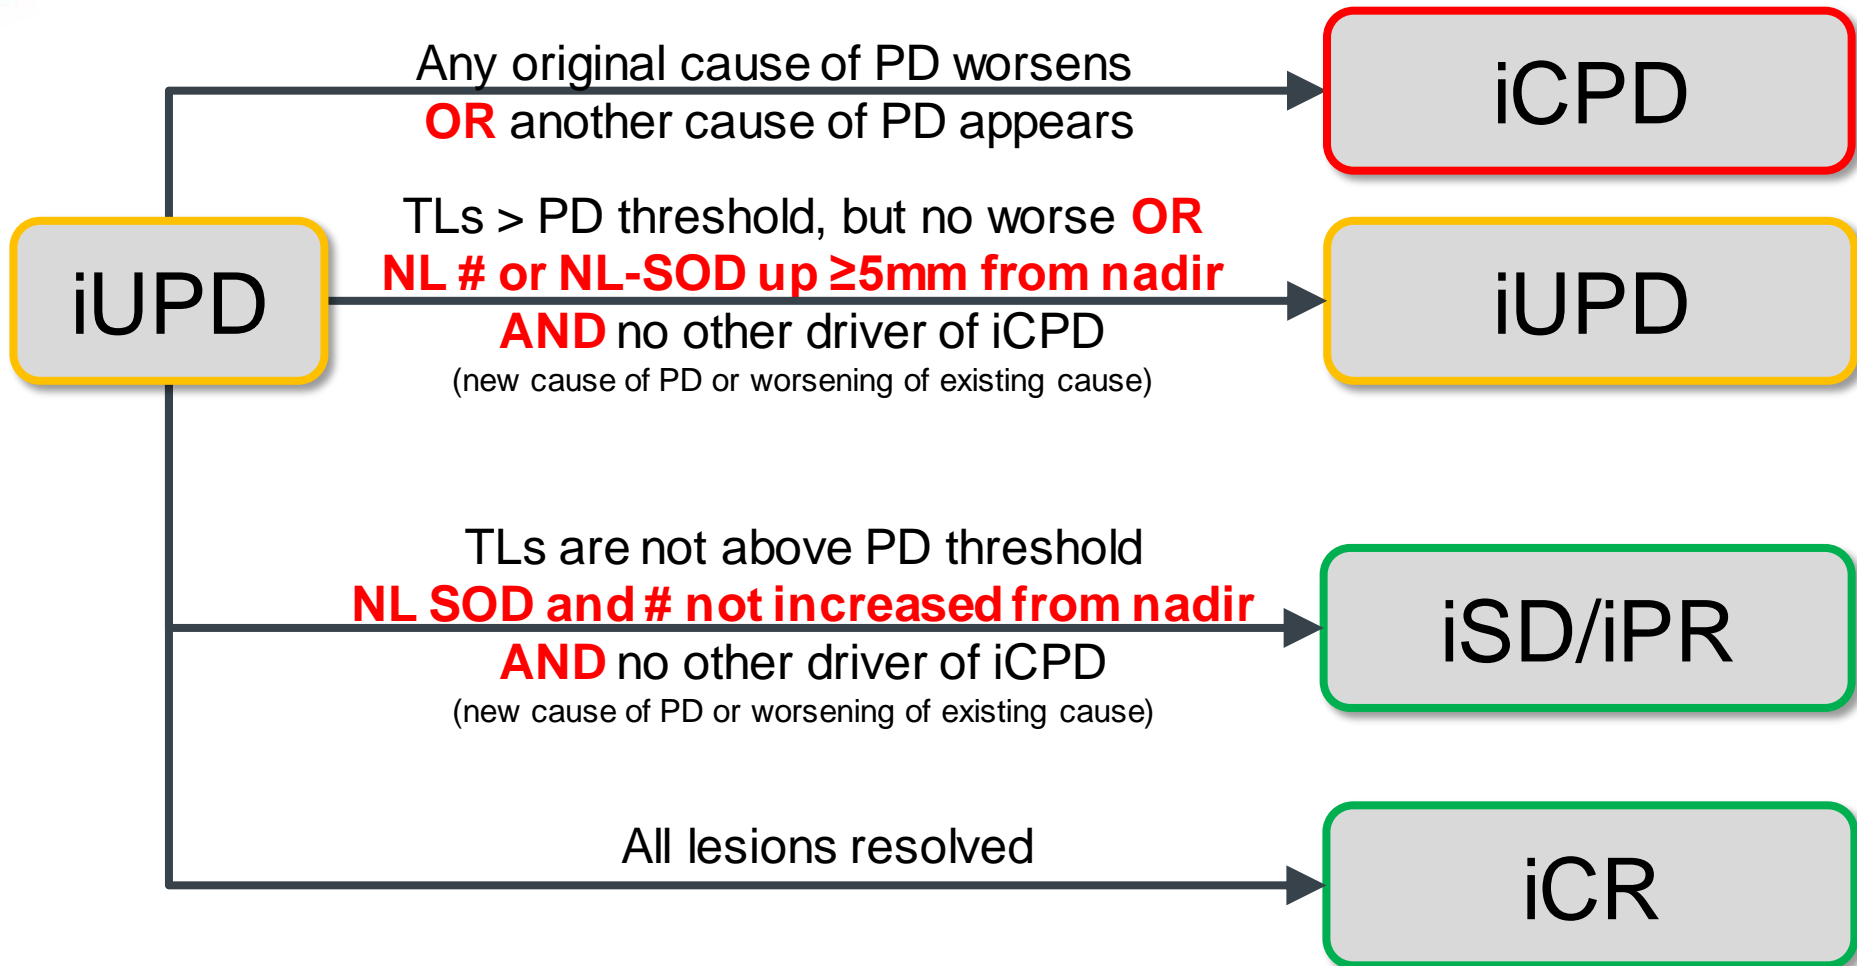 Any original cause of PD worsens
OR another cause of PD appears
iCPD
TLs > PD threshold, but no worse OR
NL # or NL-SOD up ≥5mm from nadir
AND no other driver of iCPD
(new cause of PD or worsening of existing cause)
iUPD
iUPD
TLs are not above PD threshold
NL SOD and # not increased from nadir
AND no other driver of iCPD
(new cause of PD or worsening of existing cause)
iSD/iPR
All lesions resolved
iCR